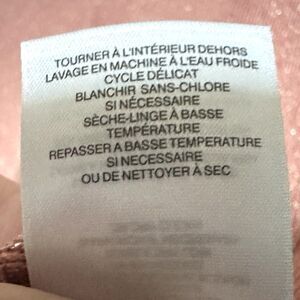 TOURNER À L'INTÉRIEUR DEHORS
LAVAGE EN MACHINE À L'EAU FROIDE
CYCLE DÉLICAT
BLANCHIR SANS-CHLORE
SI NÉCESSAIRE
SÈCHE-LINGE À BASSE
TEMPÉRATURE
REPASSER A BASSE TEMPERATURE
SI NECESSAIRE
OU DE NETTOYER À SEC